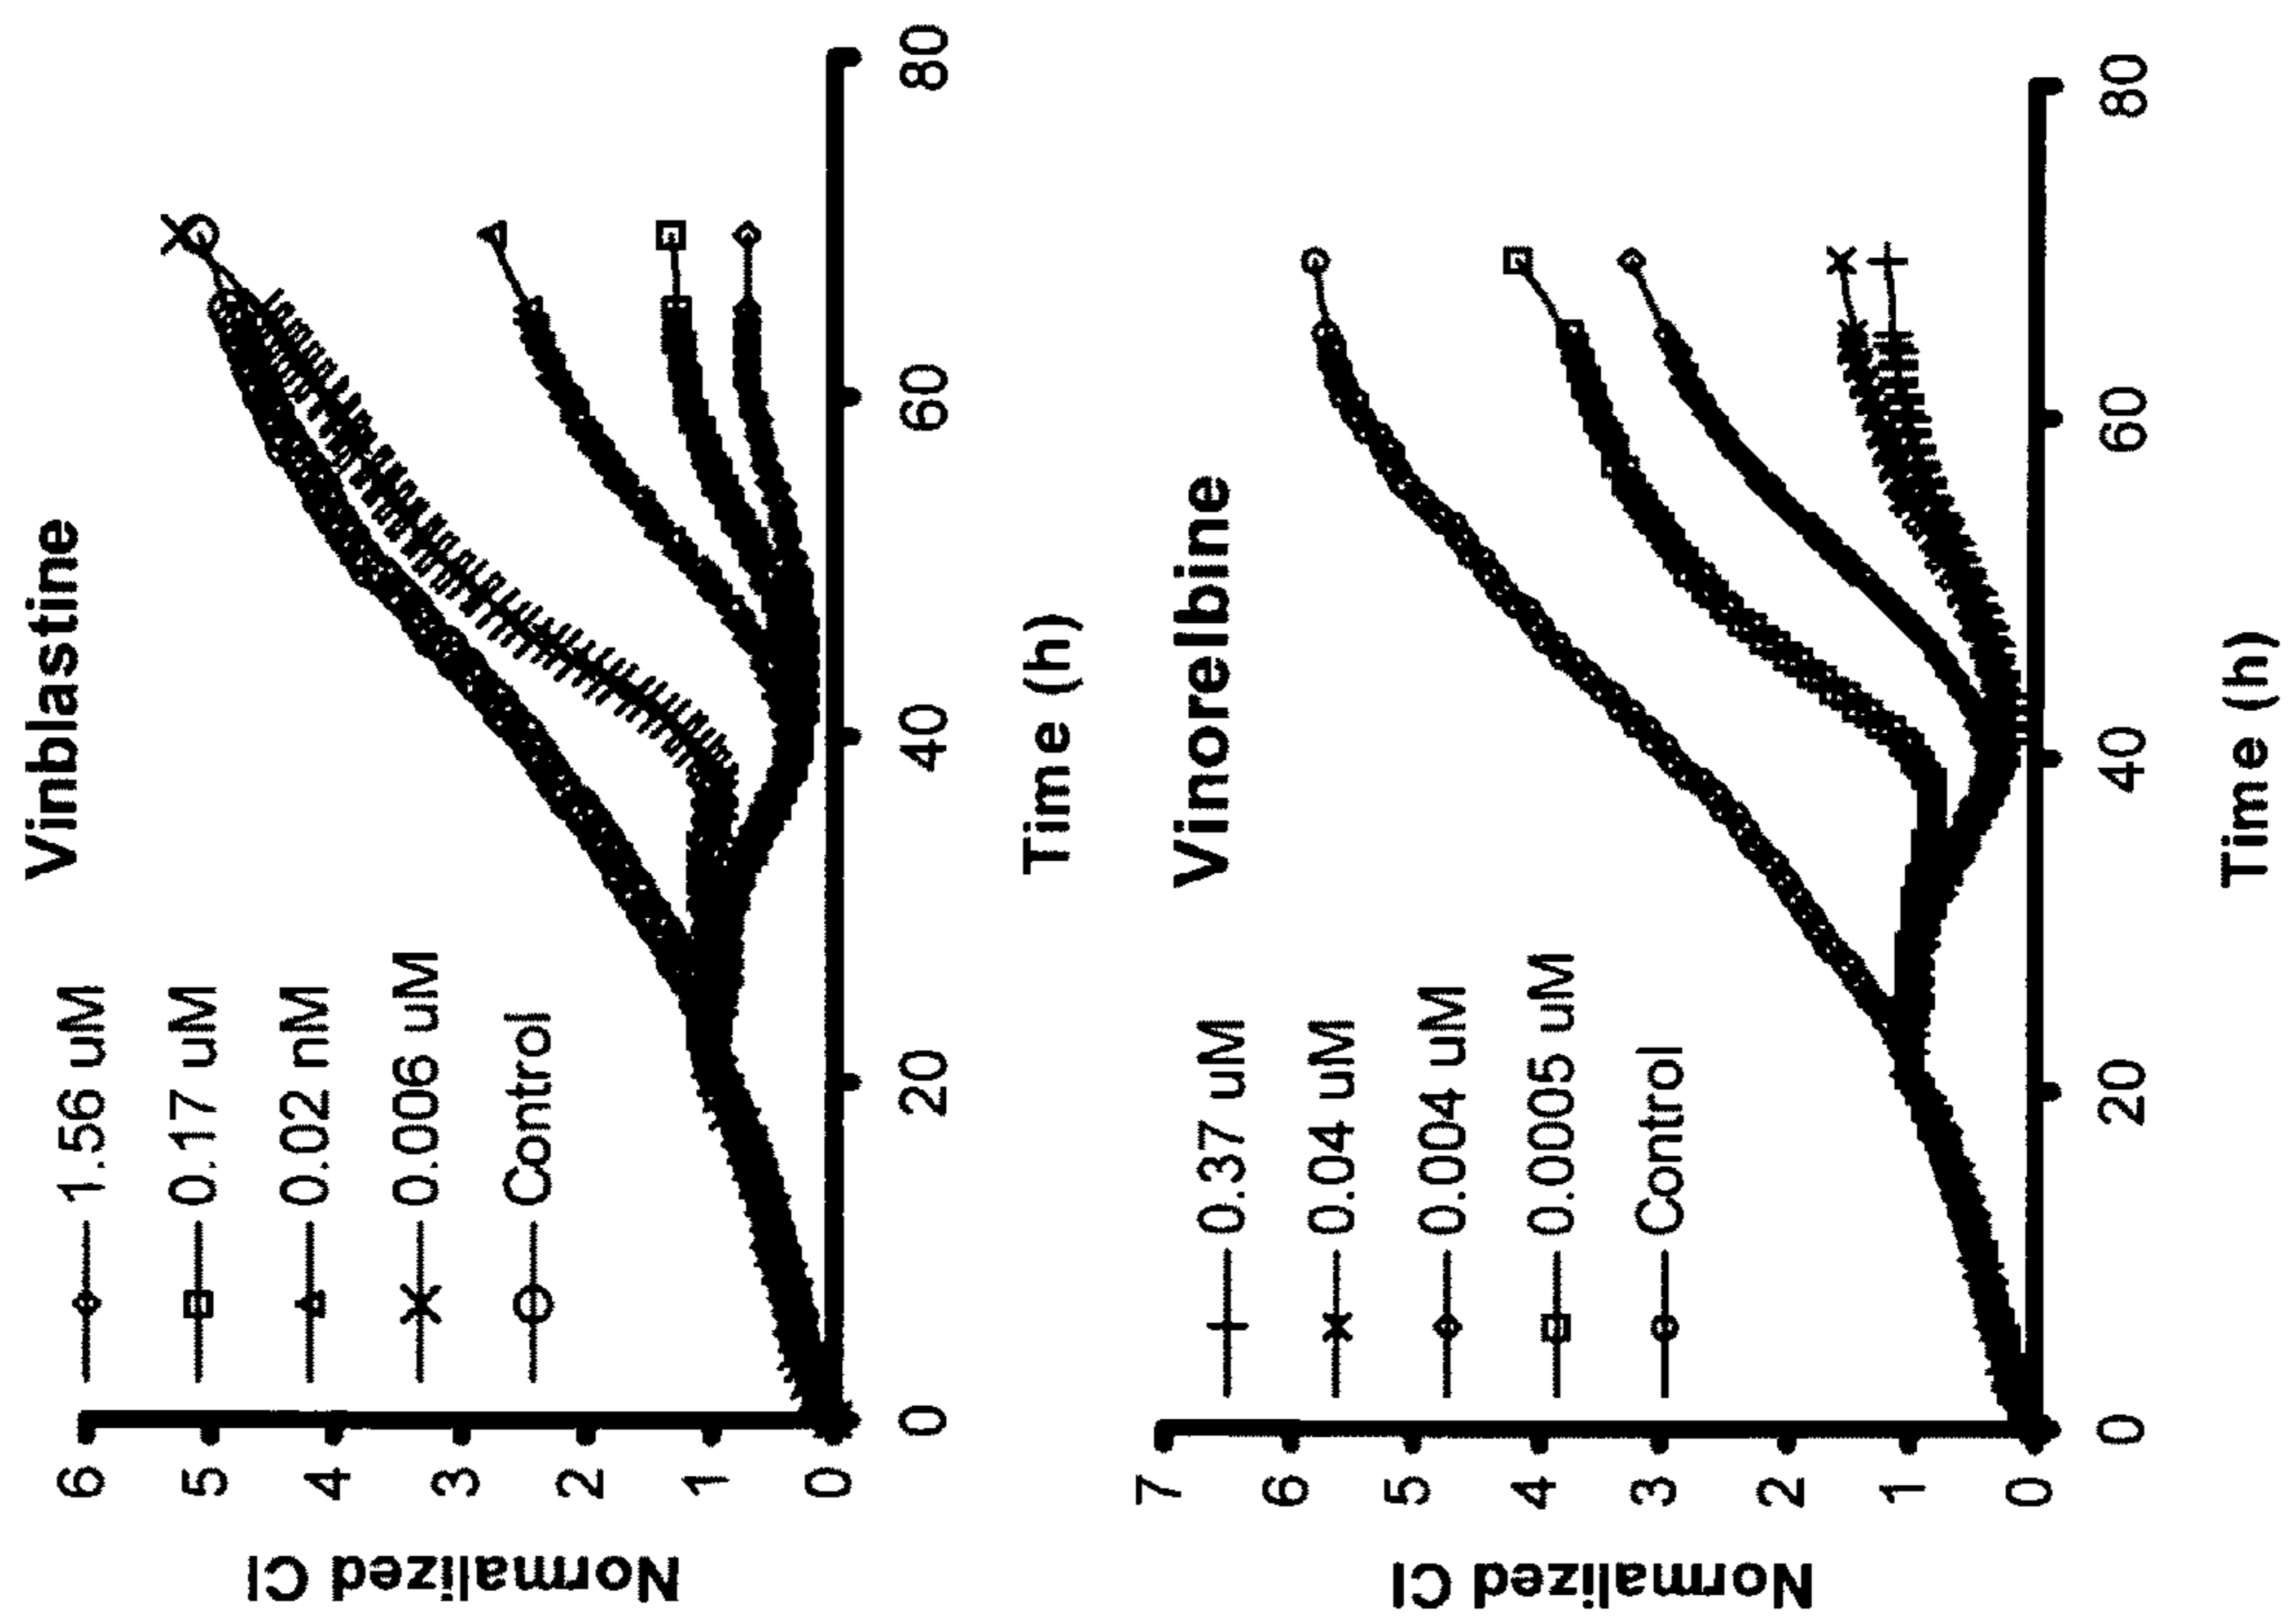 Vinblastine
1.56 uM
0.17 uM
0.02 nM
0.006 uM
Control
Normalized CI
6
5
4
3
2
1
0
0
20
40
60
80
Time (h)
Vinorelbine
0.37 uM
0.04 uM
0.004 uM
0.0005 uM
Control
Normalized CI
7
6
5
4
3
2
1
0
0
20
40
60
80
Time (h)